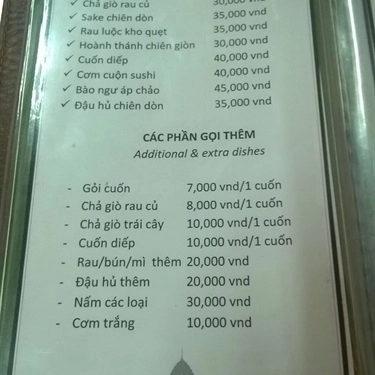 ✓ Chả giò rau củ 30,000 vnd
✓ Sake chiên dòn 35,000 vnd
✓ Rau luộc kho quẹt 35,000 vnd
✓ Hoành thánh chiên giòn 30,000 vnd
✓ Cuốn diếp 40,000 vnd
✓ Cơm cuộn sushi 40,000 vnd
✓ Bào ngư áp chảo 45,000 vnd
✓ Đậu hủ chiên dòn 35,000 vnd
CÁC PHẦN GỌI THÊM
Additional & extra dishes
- Gỏi cuốn 7,000 vnd/1 cuốn
- Chả giò rau củ 8,000 vnd/1 cuốn
- Chả giò trái cây 10,000 vnd/1 cuốn
- Cuốn diếp 10,000 vnd/1 cuốn
- Rau/bún/mì thêm 20,000 vnd
- Đậu hủ thêm 20,000 vnd
- Nấm các loại 30,000 vnd
- Cơm trắng 10,000 vnd